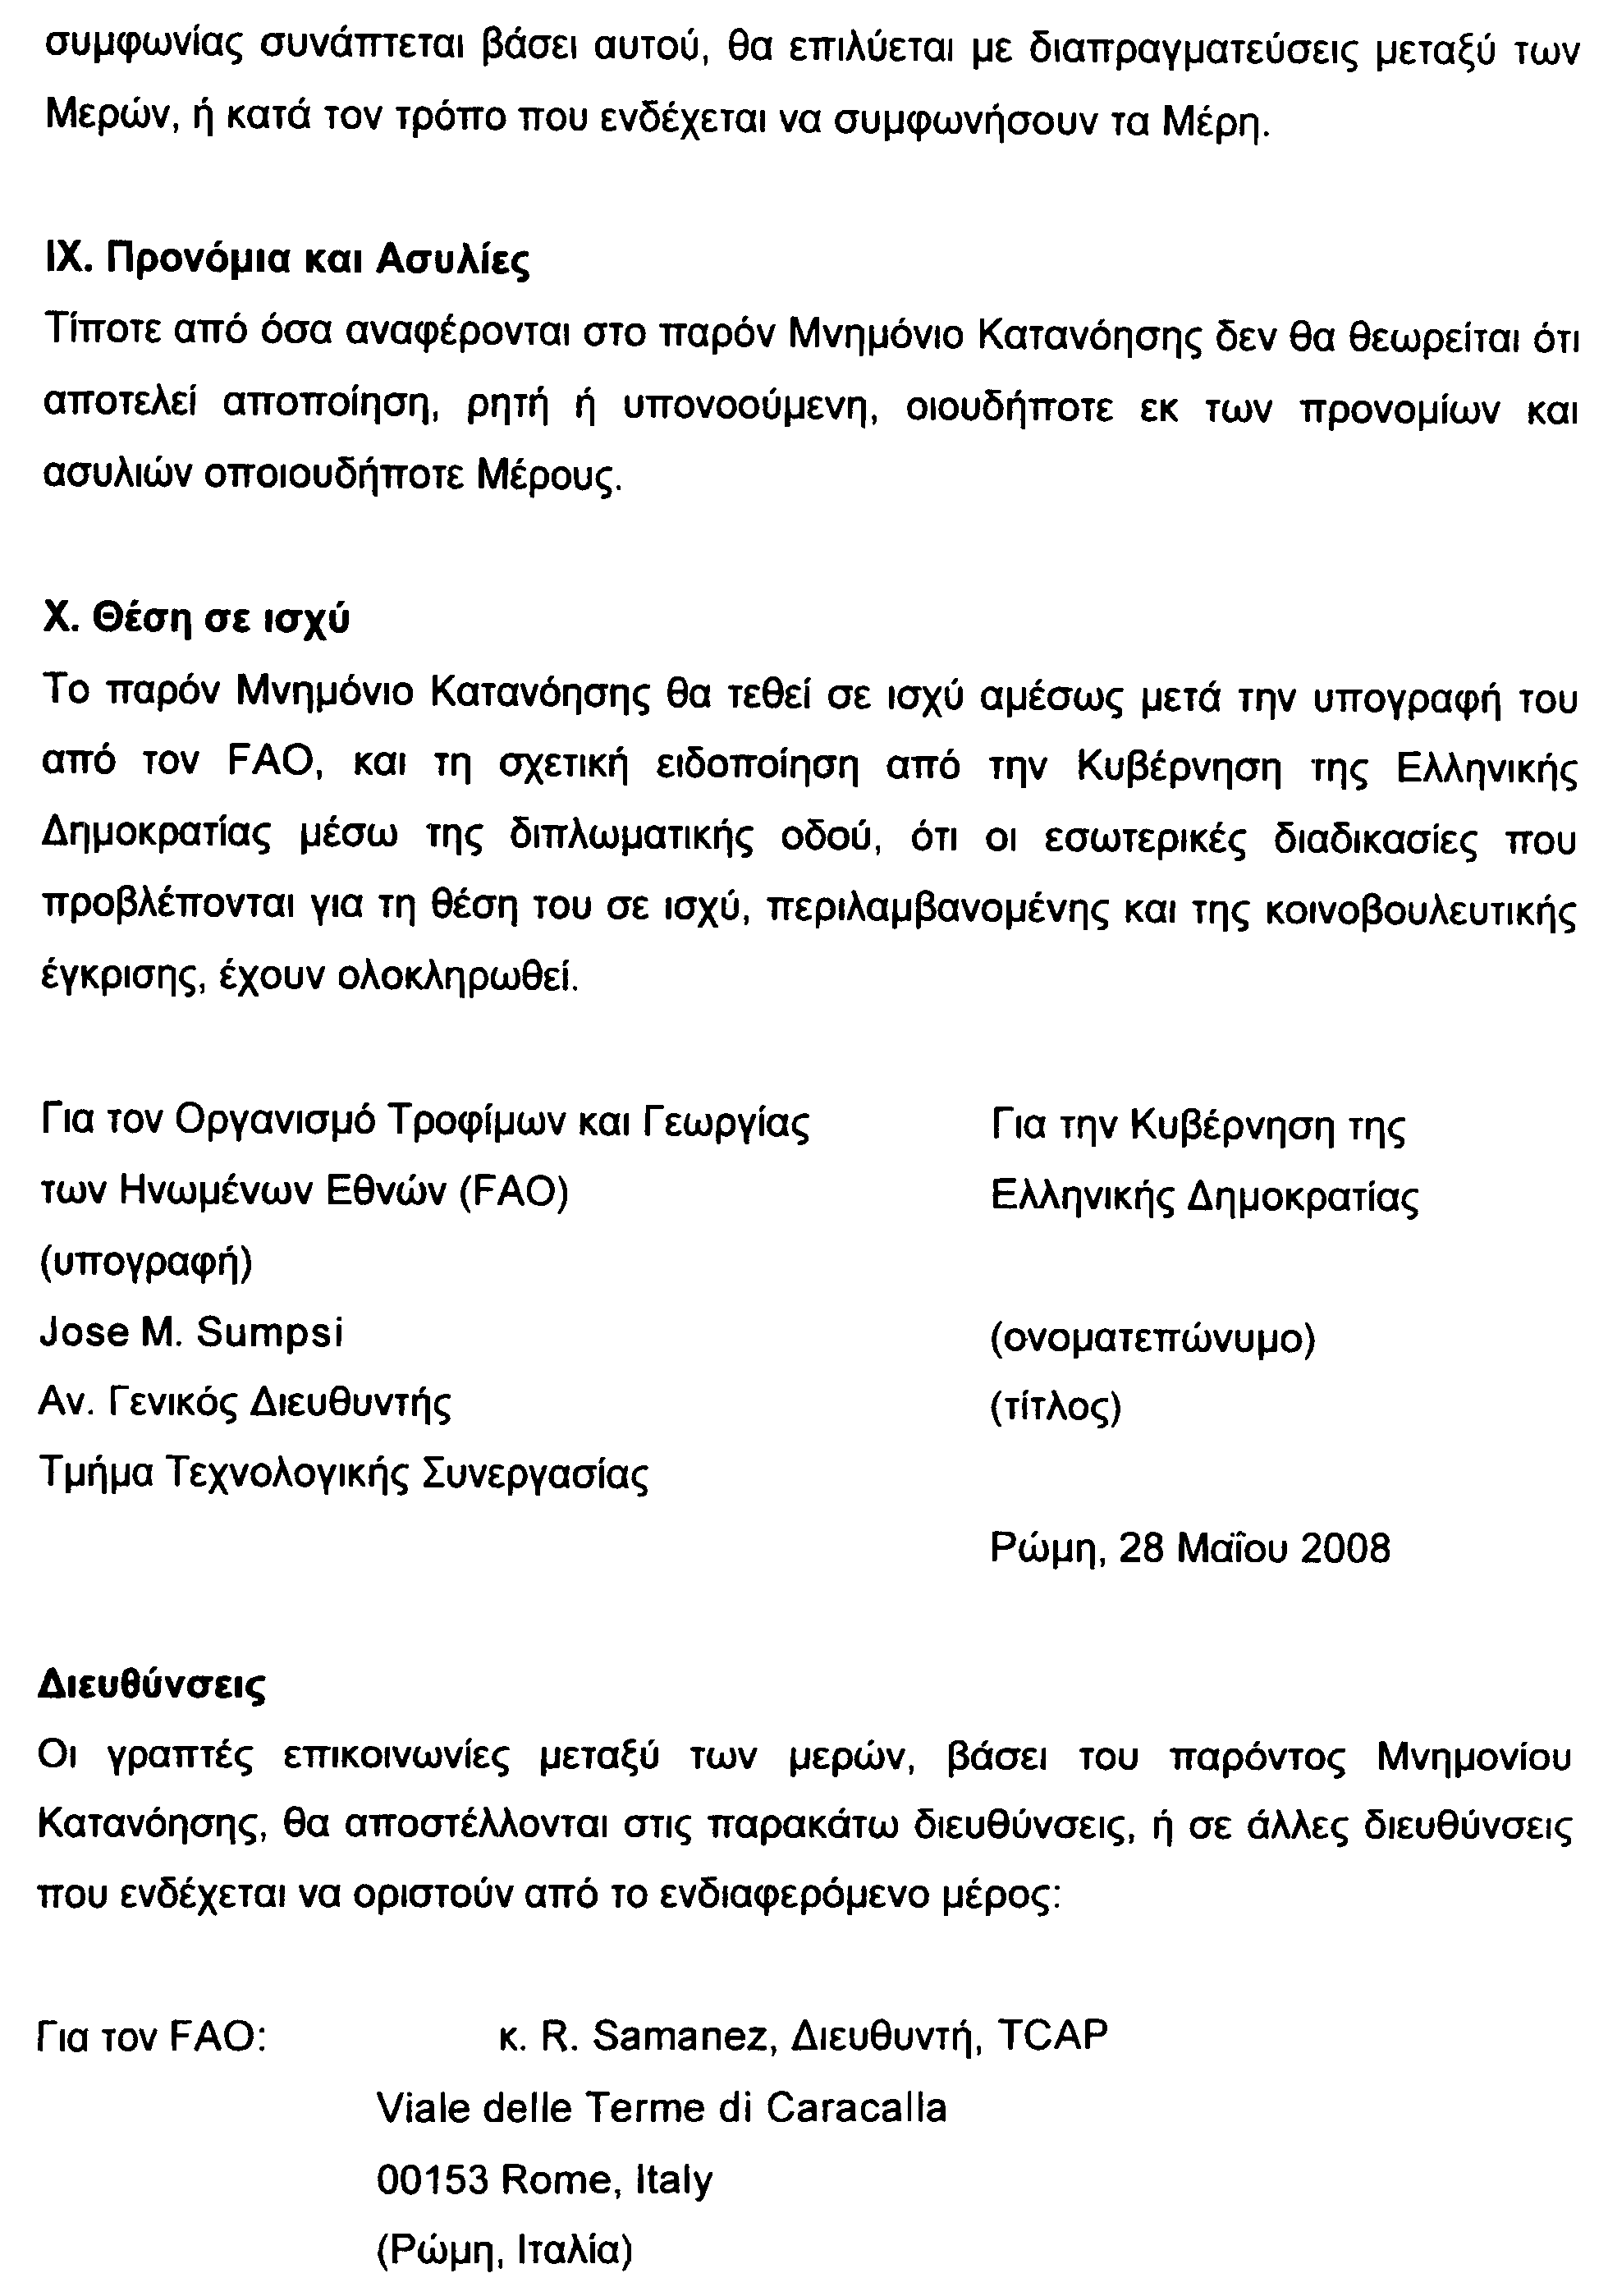 συμφωνίας συνάπτεται βάσει αυτού, θα επιλύεται με διαπραγματεύσεις μεταξύ των
Μερών, ή κατά τον τρόπο που ενδέχεται να συμφωνήσουν τα Μέρη.
IX. Προνόμια και Ασυλίες
Τίποτε από όσα αναφέρονται στο παρόν Μνημόνιο Κατανόησης δεν θα θεωρείται ότι
αποτελεί αποποίηση, ρητή ή υπονοούμενη, οιουδήποτε εκ των προνομίων και
ασυλιών οποιουδήποτε Μέρους.
X. Θέση σε ισχύ
Το παρόν Μνημόνιο Κατανόησης θα τεθεί σε ισχύ αμέσως μετά την υπογραφή του
από τον FAO, και τη σχετική ειδοποίηση από την Κυβέρνηση της Ελληνικής
Δημοκρατίας μέσω της διπλωματικής οδού, ότι οι εσωτερικές διαδικασίες που
προβλέπονται για τη θέση του σε ισχύ, περιλαμβανομένης και της κοινοβουλευτικής
έγκρισης, έχουν ολοκληρωθεί.
Για τον Οργανισμό Τροφίμων και Γεωργίας
των Ηνωμένων Εθνών (FAO)
(υπογραφή)
Jose M. Sumpsi
Αν. Γενικός Διευθυντής
Τμήμα Τεχνολογικής Συνεργασίας
Για την Κυβέρνηση της
Ελληνικής Δημοκρατίας
(ονοματεπώνυμο)
(τίτλος)
Ρώμη, 28 Μαΐου 2008
Διευθύνσεις
Οι γραπτές επικοινωνίες μεταξύ των μερών, βάσει του παρόντος Μνημονίου
Κατανόησης, θα αποστέλλονται στις παρακάτω διευθύνσεις, ή σε άλλες διευθύνσεις
που ενδέχεται να οριστούν από το ενδιαφερόμενο μέρος:
Για τον FAO: κ. R. Samanez, Διευθυντή, TCAP
Viale delle Terme di Caracalla
00153 Rome, Italy
(Ρώμη, Ιταλία)